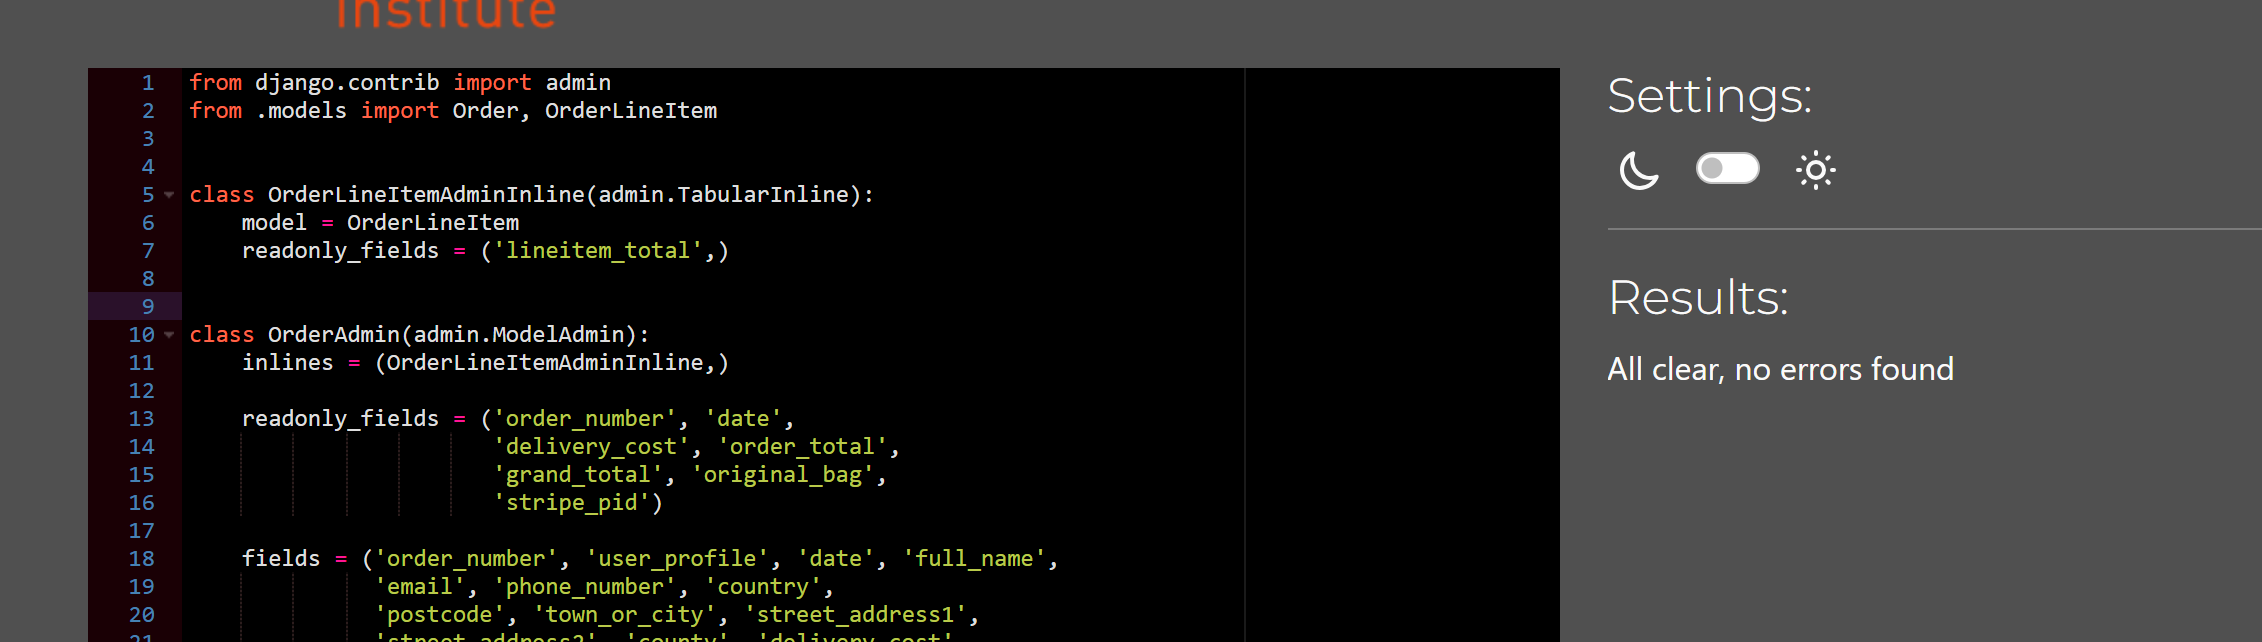 institute
1 from django.contrib import admin
2 from .models import Order, OrderLineItem
3
4
5 class OrderLineItemAdminInline(admin.TabularInline):
6 model = OrderLineItem
7 readonly_fields = ('lineitem_total',)
8
9
10 class OrderAdmin(admin.ModelAdmin):
11 inlines = (OrderLineItemAdminInline,)
12
13 readonly_fields = ('order_number', 'date',
14 'delivery_cost', 'order_total',
15 'grand_total', 'original_bag',
16 'stripe_pid')
17
18 fields = ('order_number', 'user_profile', 'date', 'full_name',
19 'email', 'phone_number', 'country',
20 'postcode', 'town_or_city', 'street_address1',
21 'street_address2', 'county', 'delivery_cost',
Settings:
Results:
All clear, no errors found